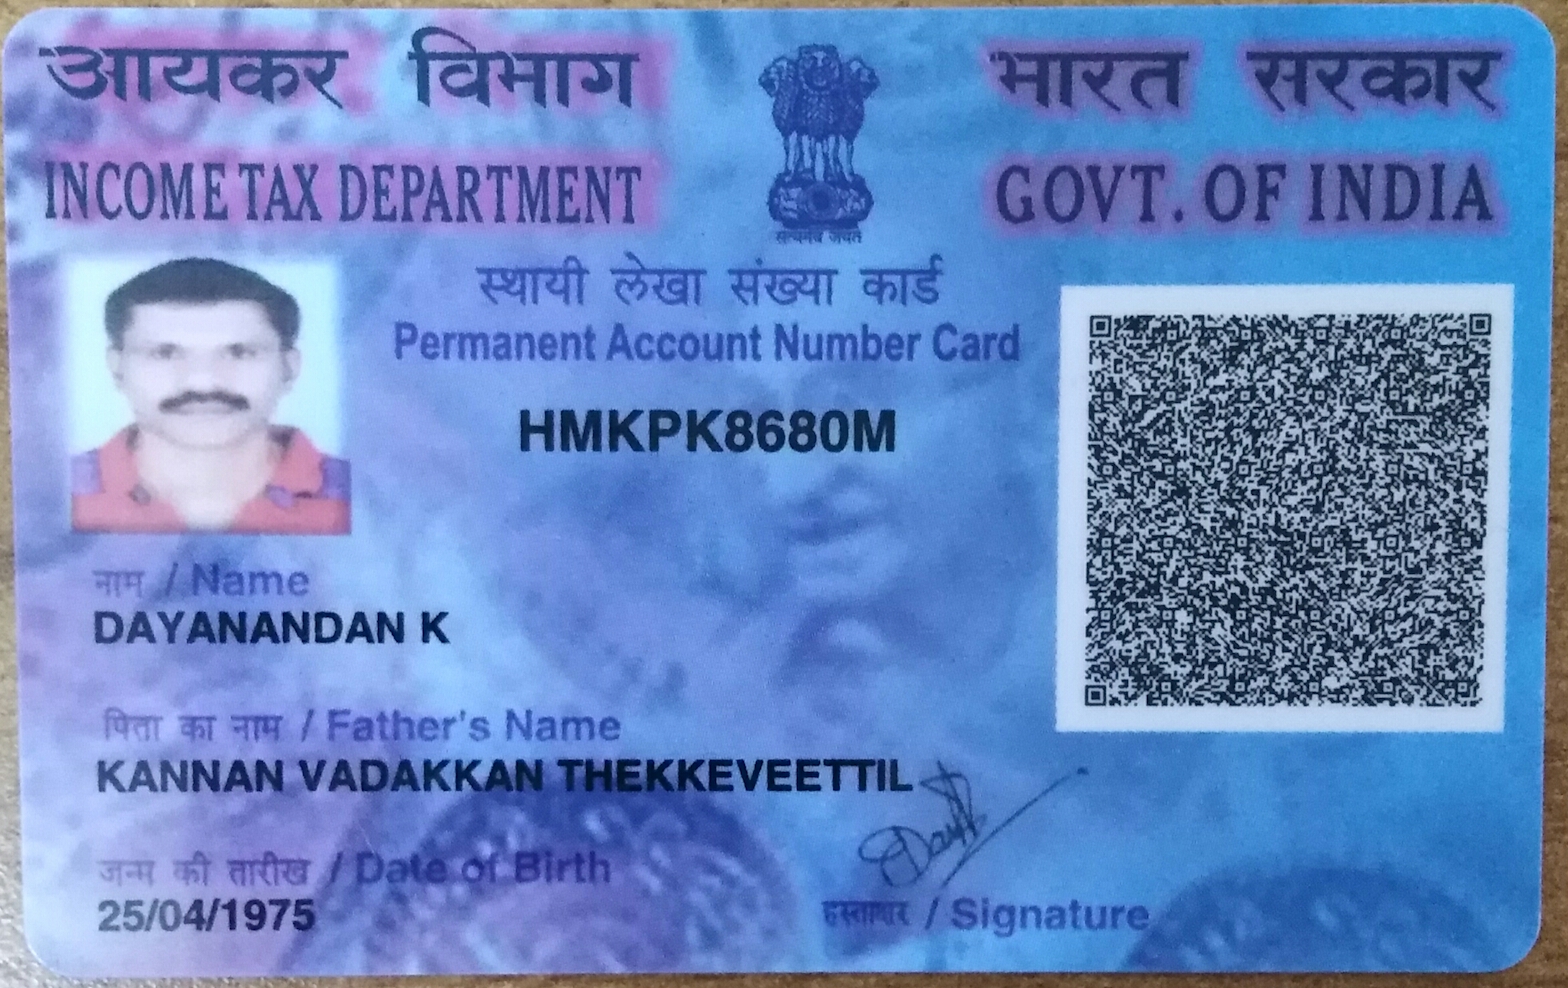 आयकर विभाग
INCOME TAX DEPARTMENT
भारत सरकार
GOVT. OF INDIA
सत्यमेव जयते
स्थायी लेखा संख्या कार्ड
Permanent Account Number Card
HMKPK8680M
नाम / Name
DAYANANDAN K
पिता का नाम / Father's Name
KANNAN VADAKKAN THEKKEVEETTIL
जन्म की तारीख / Date of Birth
25/04/1975
हस्ताक्षर / Signature